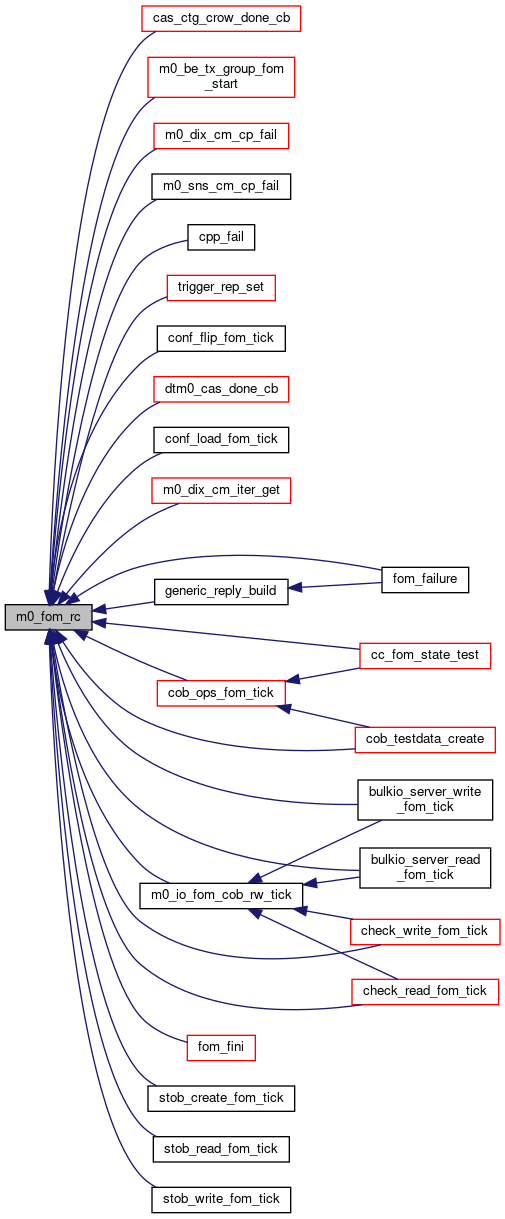 cas_ctg_crow_done_cb
m0_be_tx_group_fom
_start
m0_dix_cm_cp_fail
m0_sns_cm_cp_fail
cpp_fail
trigger_rep_set
conf_flip_fom_tick
dtm0_cas_done_cb
conf_load_fom_tick
m0_dix_cm_iter_get
fom_failure
generic_reply_build
m0_fom_rc
cc_fom_state_test
cob_ops_fom_tick
cob_testdata_create
bulkio_server_write
_fom_tick
bulkio_server_read
_fom_tick
m0_io_fom_cob_rw_tick
check_write_fom_tick
check_read_fom_tick
fom_fini
stob_create_fom_tick
stob_read_fom_tick
stob_write_fom_tick